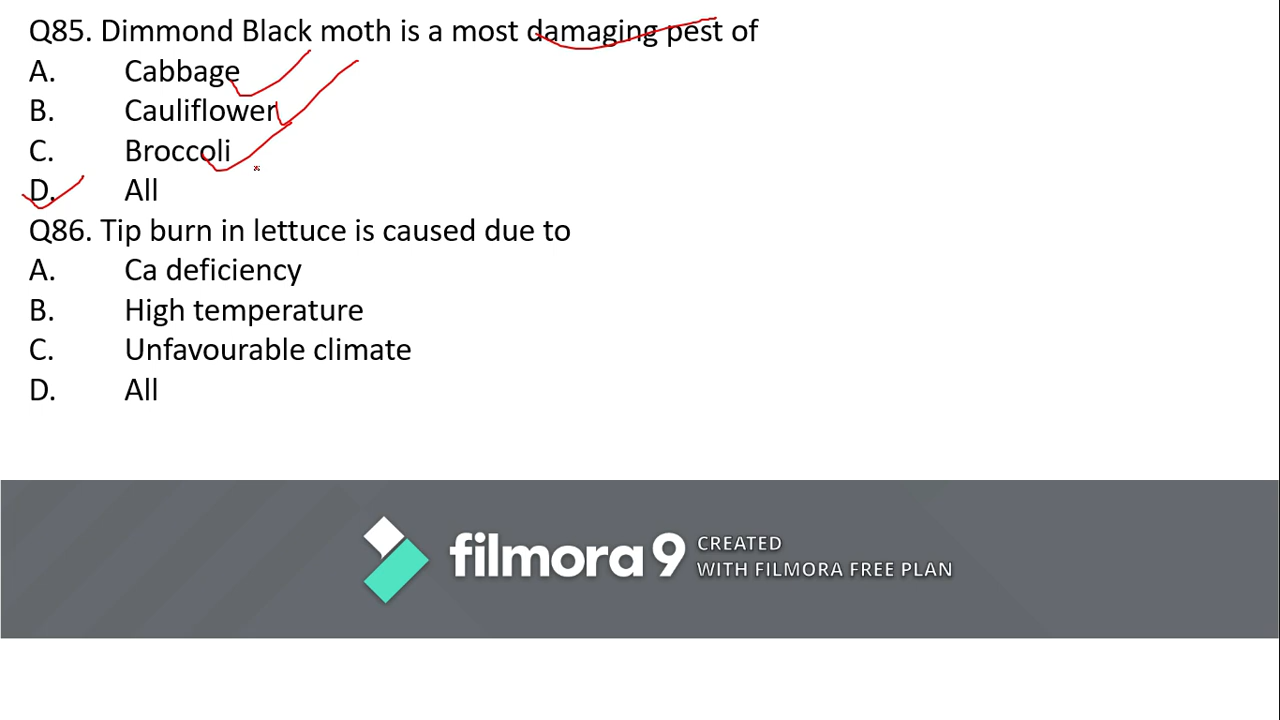 Q85. Dimmond Black moth is a most damaging pest of
A. Cabbage
B. Cauliflower
C. Broccoli
D. All
Q86. Tip burn in lettuce is caused due to
A. Ca deficiency
B. High temperature
C. Unfavourable climate
D. All
filmora 9 CREATED
WITH FILMORA FREE PLAN